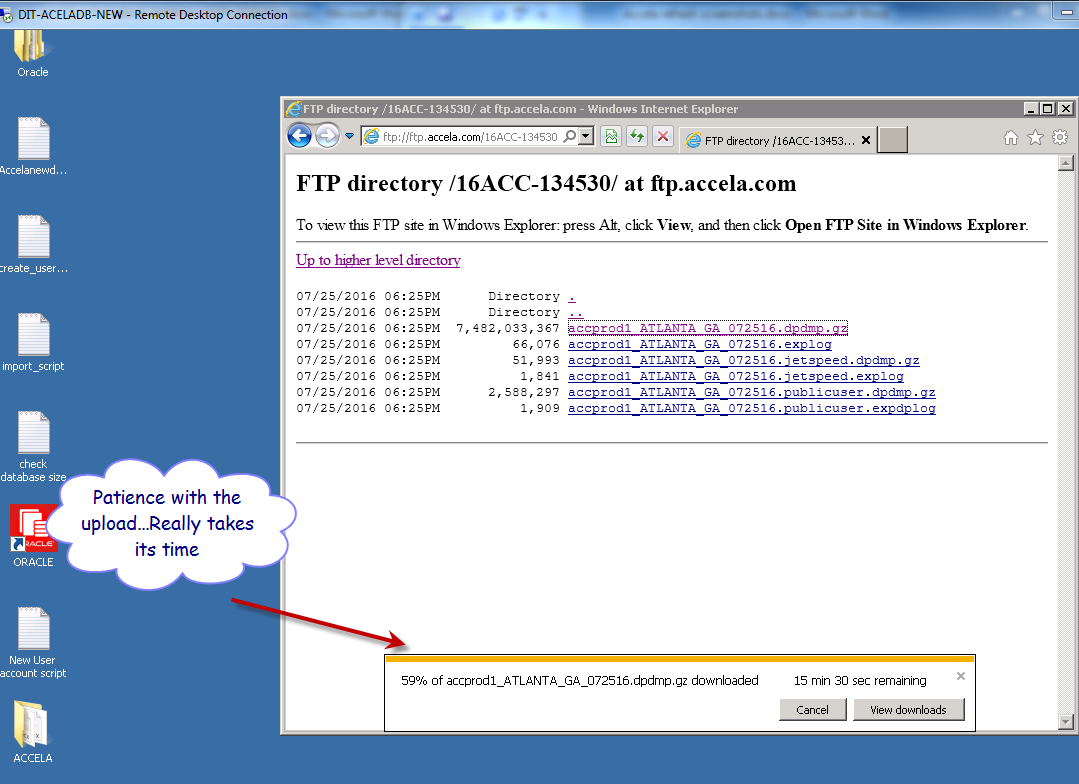 DIT-ACELADB-NEW - Remote Desktop Connection
Oracle
Accelanewd...
create_user...
import_script
check
database size
ORACLE
ORACLE
New User
account script
ACCELA
FTP directory /16ACC-134530/ at ftp.accela.com - Windows Internet Explorer
ftp://ftp.accela.com/16ACC-134530
FTP directory /16ACC-13453...
FTP directory /16ACC-134530/ at ftp.accela.com
To view this FTP site in Windows Explorer: press Alt, click View, and then click Open FTP Site in Windows Explorer.
Up to higher level directory
07/25/2016 06:25PM Directory .
07/25/2016 06:25PM Directory ..
07/25/2016 06:25PM 7,482,033,367 accprod1_ATLANTA_GA_072516.dpdmp.gz
07/25/2016 06:25PM 66,076 accprod1_ATLANTA_GA_072516.explog
07/25/2016 06:25PM 51,993 accprod1_ATLANTA_GA_072516.jetspeed.dpdmp.gz
07/25/2016 06:25PM 1,841 accprod1_ATLANTA_GA_072516.jetspeed.explog
07/25/2016 06:25PM 2,588,297 accprod1_ATLANTA_GA_072516.publicuser.dpdmp.gz
07/25/2016 06:25PM 1,909 accprod1_ATLANTA_GA_072516.publicuser.expdplog
Patience with the
upload...Really takes
its time
59% of accprod1_ATLANTA_GA_072516.dpdmp.gz downloaded 15 min 30 sec remaining
Cancel View downloads